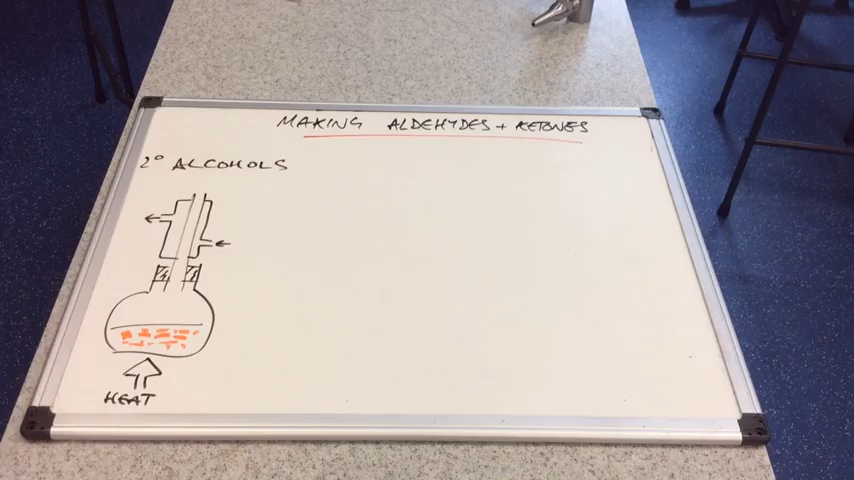 MAKING ALDEHYDES + KETONES
2° ALCOHOLS
HEAT